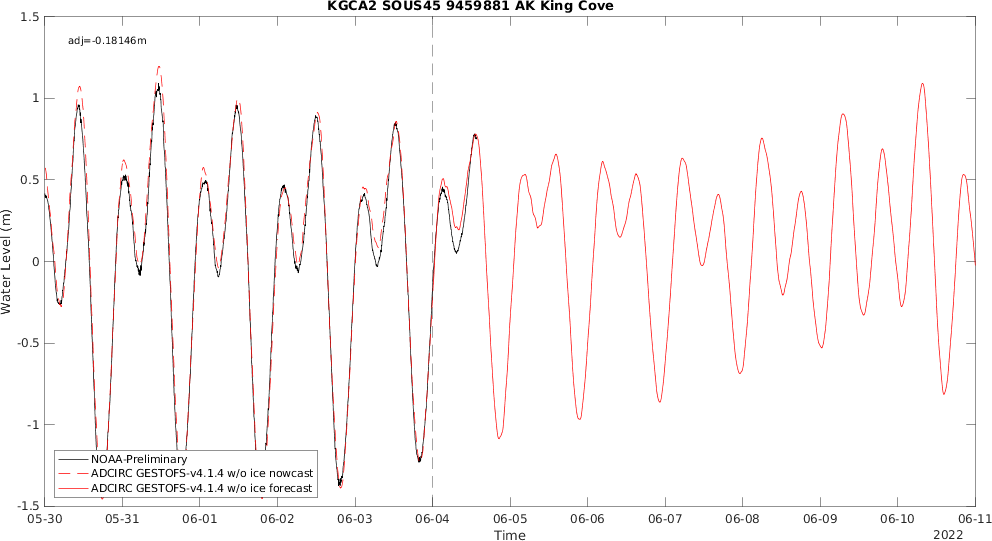 KGCA2 SOUS45 9459881 AK King Cove
adj=-0.18146m
1.5
1
0.5
0
-0.5
-1
-1.5
Water Level (m)
NOAA-Preliminary
ADCIRC GESTOFS-v4.1.4 w/o ice nowcast
ADCIRC GESTOFS-v4.1.4 w/o ice forecast
05-30 05-31 06-01 06-02 06-03 06-04 06-05 06-06 06-07 06-08 06-09 06-10 06-11
Time
2022